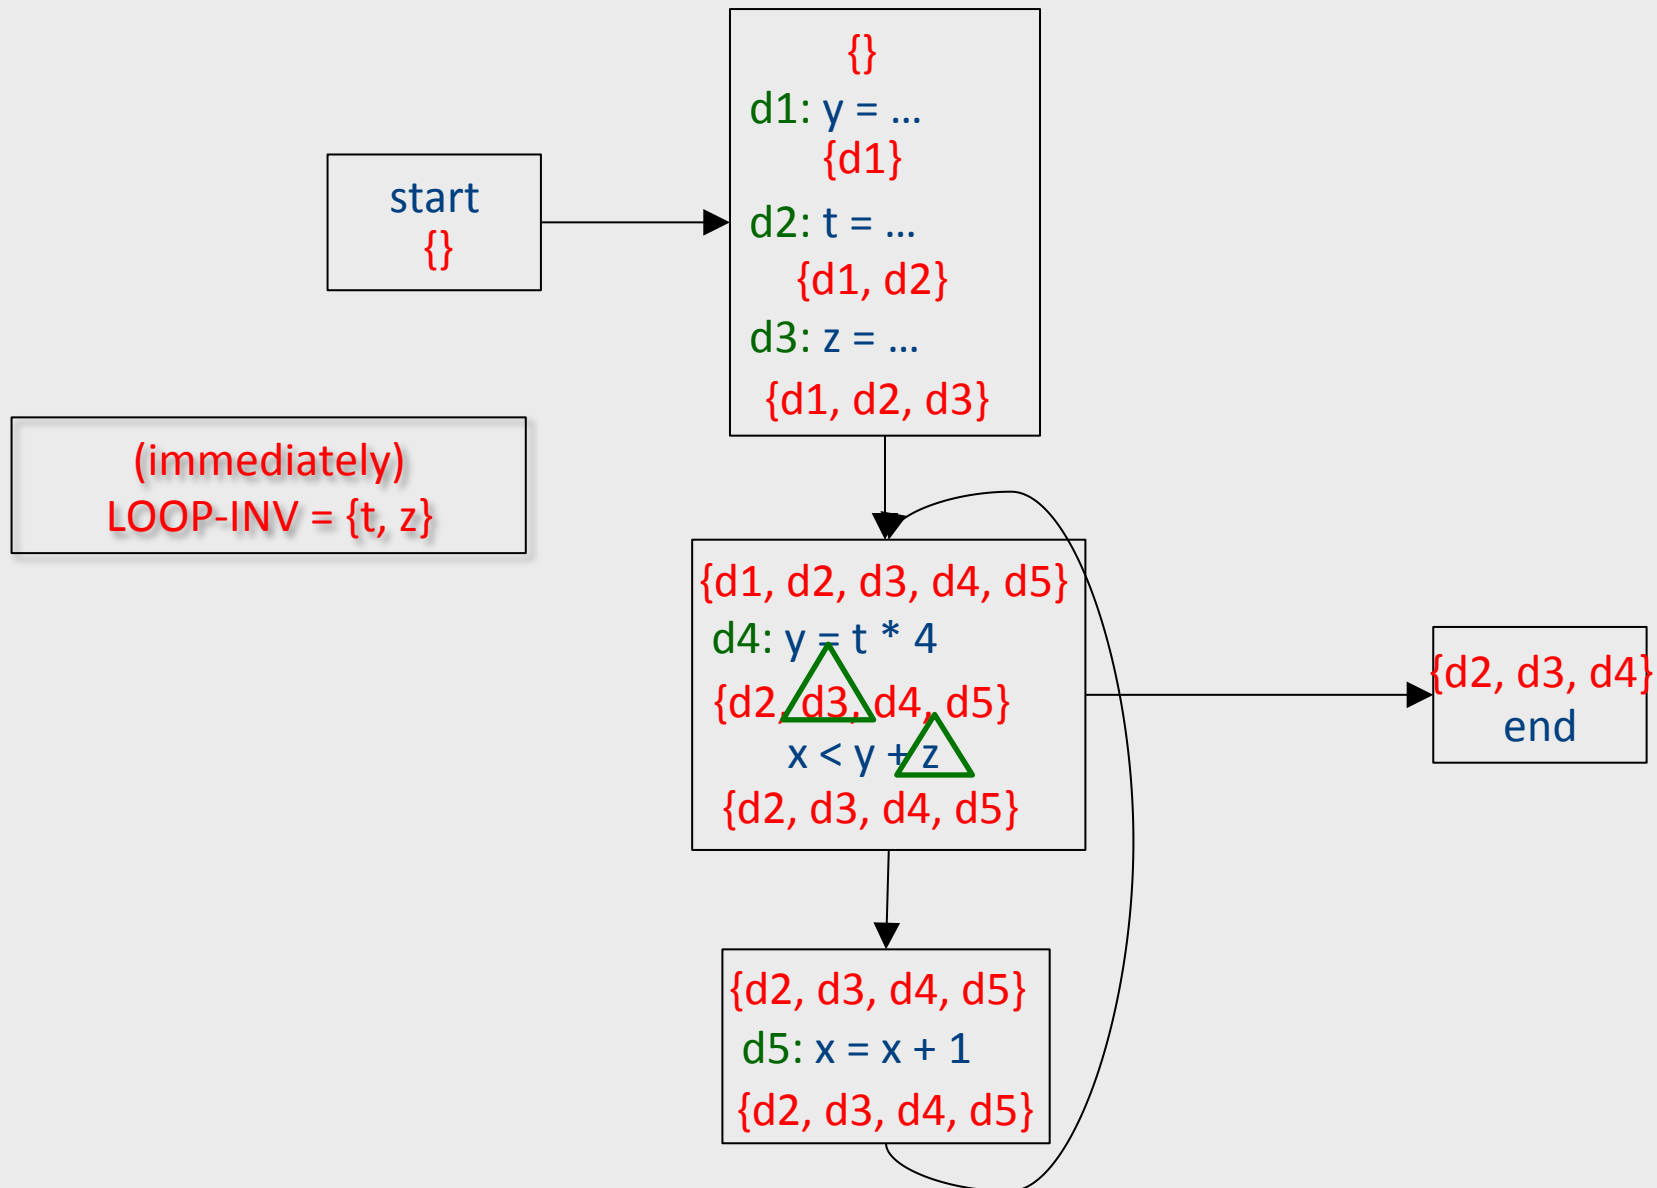 {}
d1: y = ...
{d1}
start
{}
d2: t = ...
{d1, d2}
d3: z = ...
{d1, d2, d3}
(immediately)
LOOP-INV = {t, z}
{d1, d2, d3, d4, d5}
d4: y = t * 4
{d2, d3, d4, d5}
x < y + z
{d2, d3, d4, d5}
{d2, d3, d4}
end
{d2, d3, d4, d5}
d5: x = x + 1
{d2, d3, d4, d5}